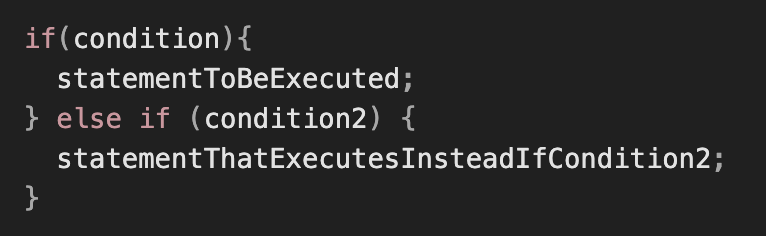 if(condition){
  statementToBeExecuted;
} else if (condition2) {
  statementThatExecutesInsteadIfCondition2;
}